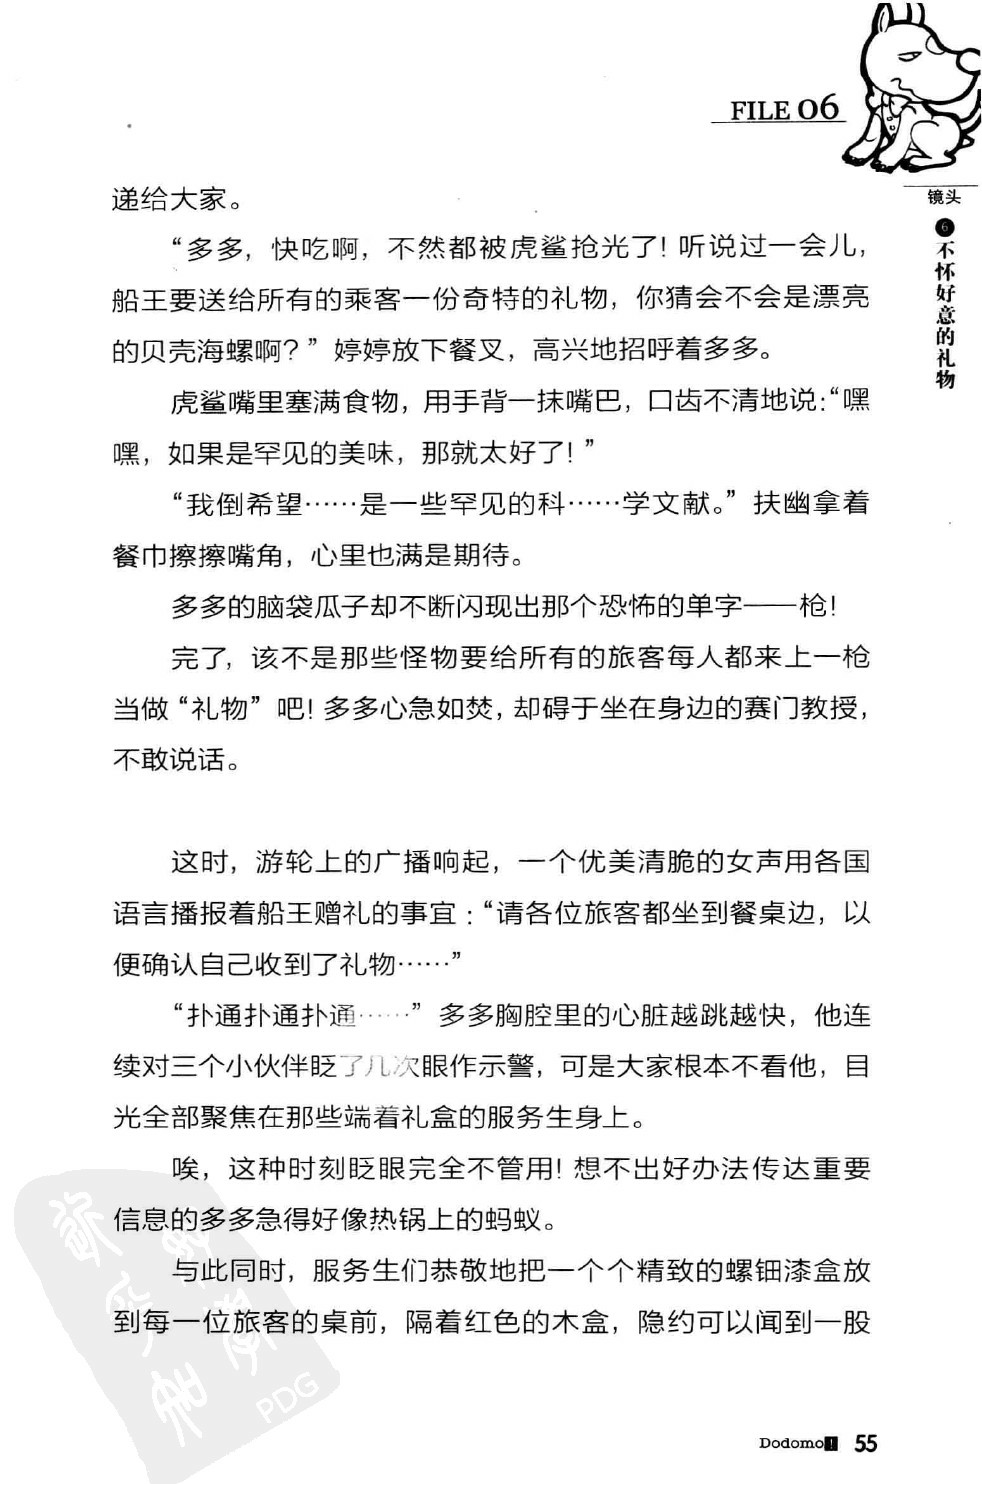 FILE 06
镜头
6
不怀好意的礼物
递给大家。
“多多，快吃啊，不然都被虎鲨抢光了！听说过一会儿，
船王要送给所有的乘客一份奇特的礼物，你猜会不会是漂亮
的贝壳海螺啊？”婷婷放下餐叉，高兴地招呼着多多。
虎鲨嘴里塞满食物，用手背一抹嘴巴，口齿不清地说：“嘿
嘿，如果是罕见的美味，那就太好了！”
“我倒希望……是一些罕见的科……学文献。”扶幽拿着
餐巾擦擦嘴角，心里也满是期待。
多多的脑袋瓜子却不断闪现出那个恐怖的单字——枪！
完了，该不是那些怪物要给所有的旅客每人都来上一枪
当做“礼物”吧！多多心急如焚，却碍于坐在身边的赛门教授，
不敢说话。
这时，游轮上的广播响起，一个优美清脆的女声用各国
语言播报着船王赠礼的事宜：“请各位旅客都坐到餐桌边，以
便确认自己收到了礼物……”
“扑通扑通扑通……”多多胸腔里的心脏越跳越快，他连
续对三个小伙伴眨了几次眼作示警，可是大家根本不看他，目
光全部聚焦在那些端着礼盒的服务生身上。
唉，这种时刻眨眼完全不管用！想不出好办法传达重要
信息的多多急得好像热锅上的蚂蚁。
与此同时，服务生们恭敬地把一个个精致的螺钿漆盒放
到每一位旅客的桌前，隔着红色的木盒，隐约可以闻到一股
PDG
Dodomo! 55